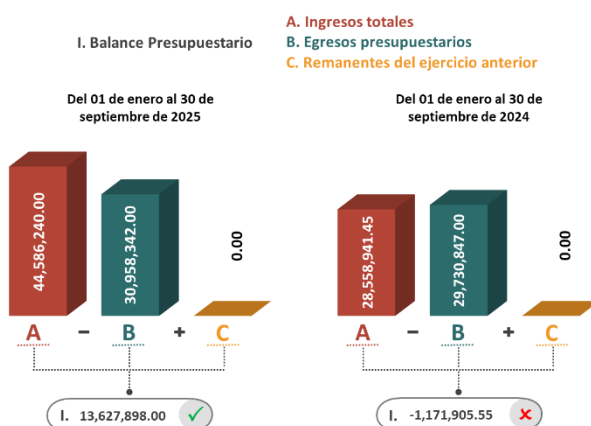 I. Balance Presupuestario
A. Ingresos totales
B. Egresos presupuestarios
C. Remanentes del ejercicio anterior
Del 01 de enero al 30 de
septiembre de 2025
44,586,240.00
30,958,342.00
0.00
A – B + C
I. 13,627,898.00
Del 01 de enero al 30 de
septiembre de 2024
28,558,941.45
29,730,847.00
0.00
A – B + C
I. -1,171,905.55